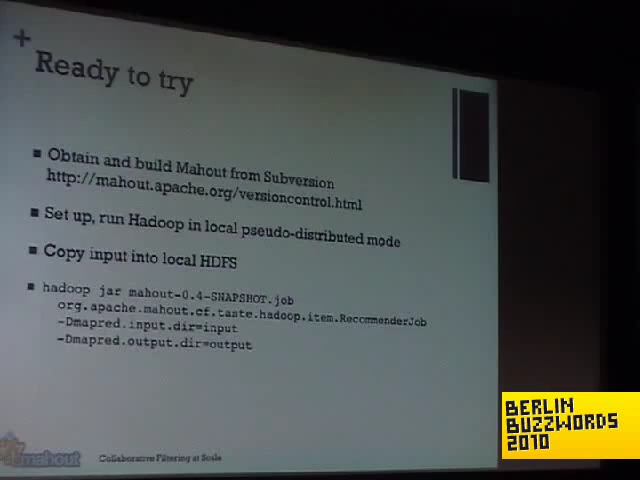 +
Ready to try
Obtain and build Mahout from Subversion
http://mahout.apache.org/versioncontrol.html
Set up, run Hadoop in local pseudo-distributed mode
Copy input into local HDFS
hadoop jar mahout-0.4-SNAPSHOT.job
org.apache.mahout.cf.taste.hadoop.item.RecommenderJob
-Dmapred.input.dir=input
-Dmapred.output.dir=output
mahout
Collaborative Filtering at Scale
BERLIN
BUZZWORDS
2010